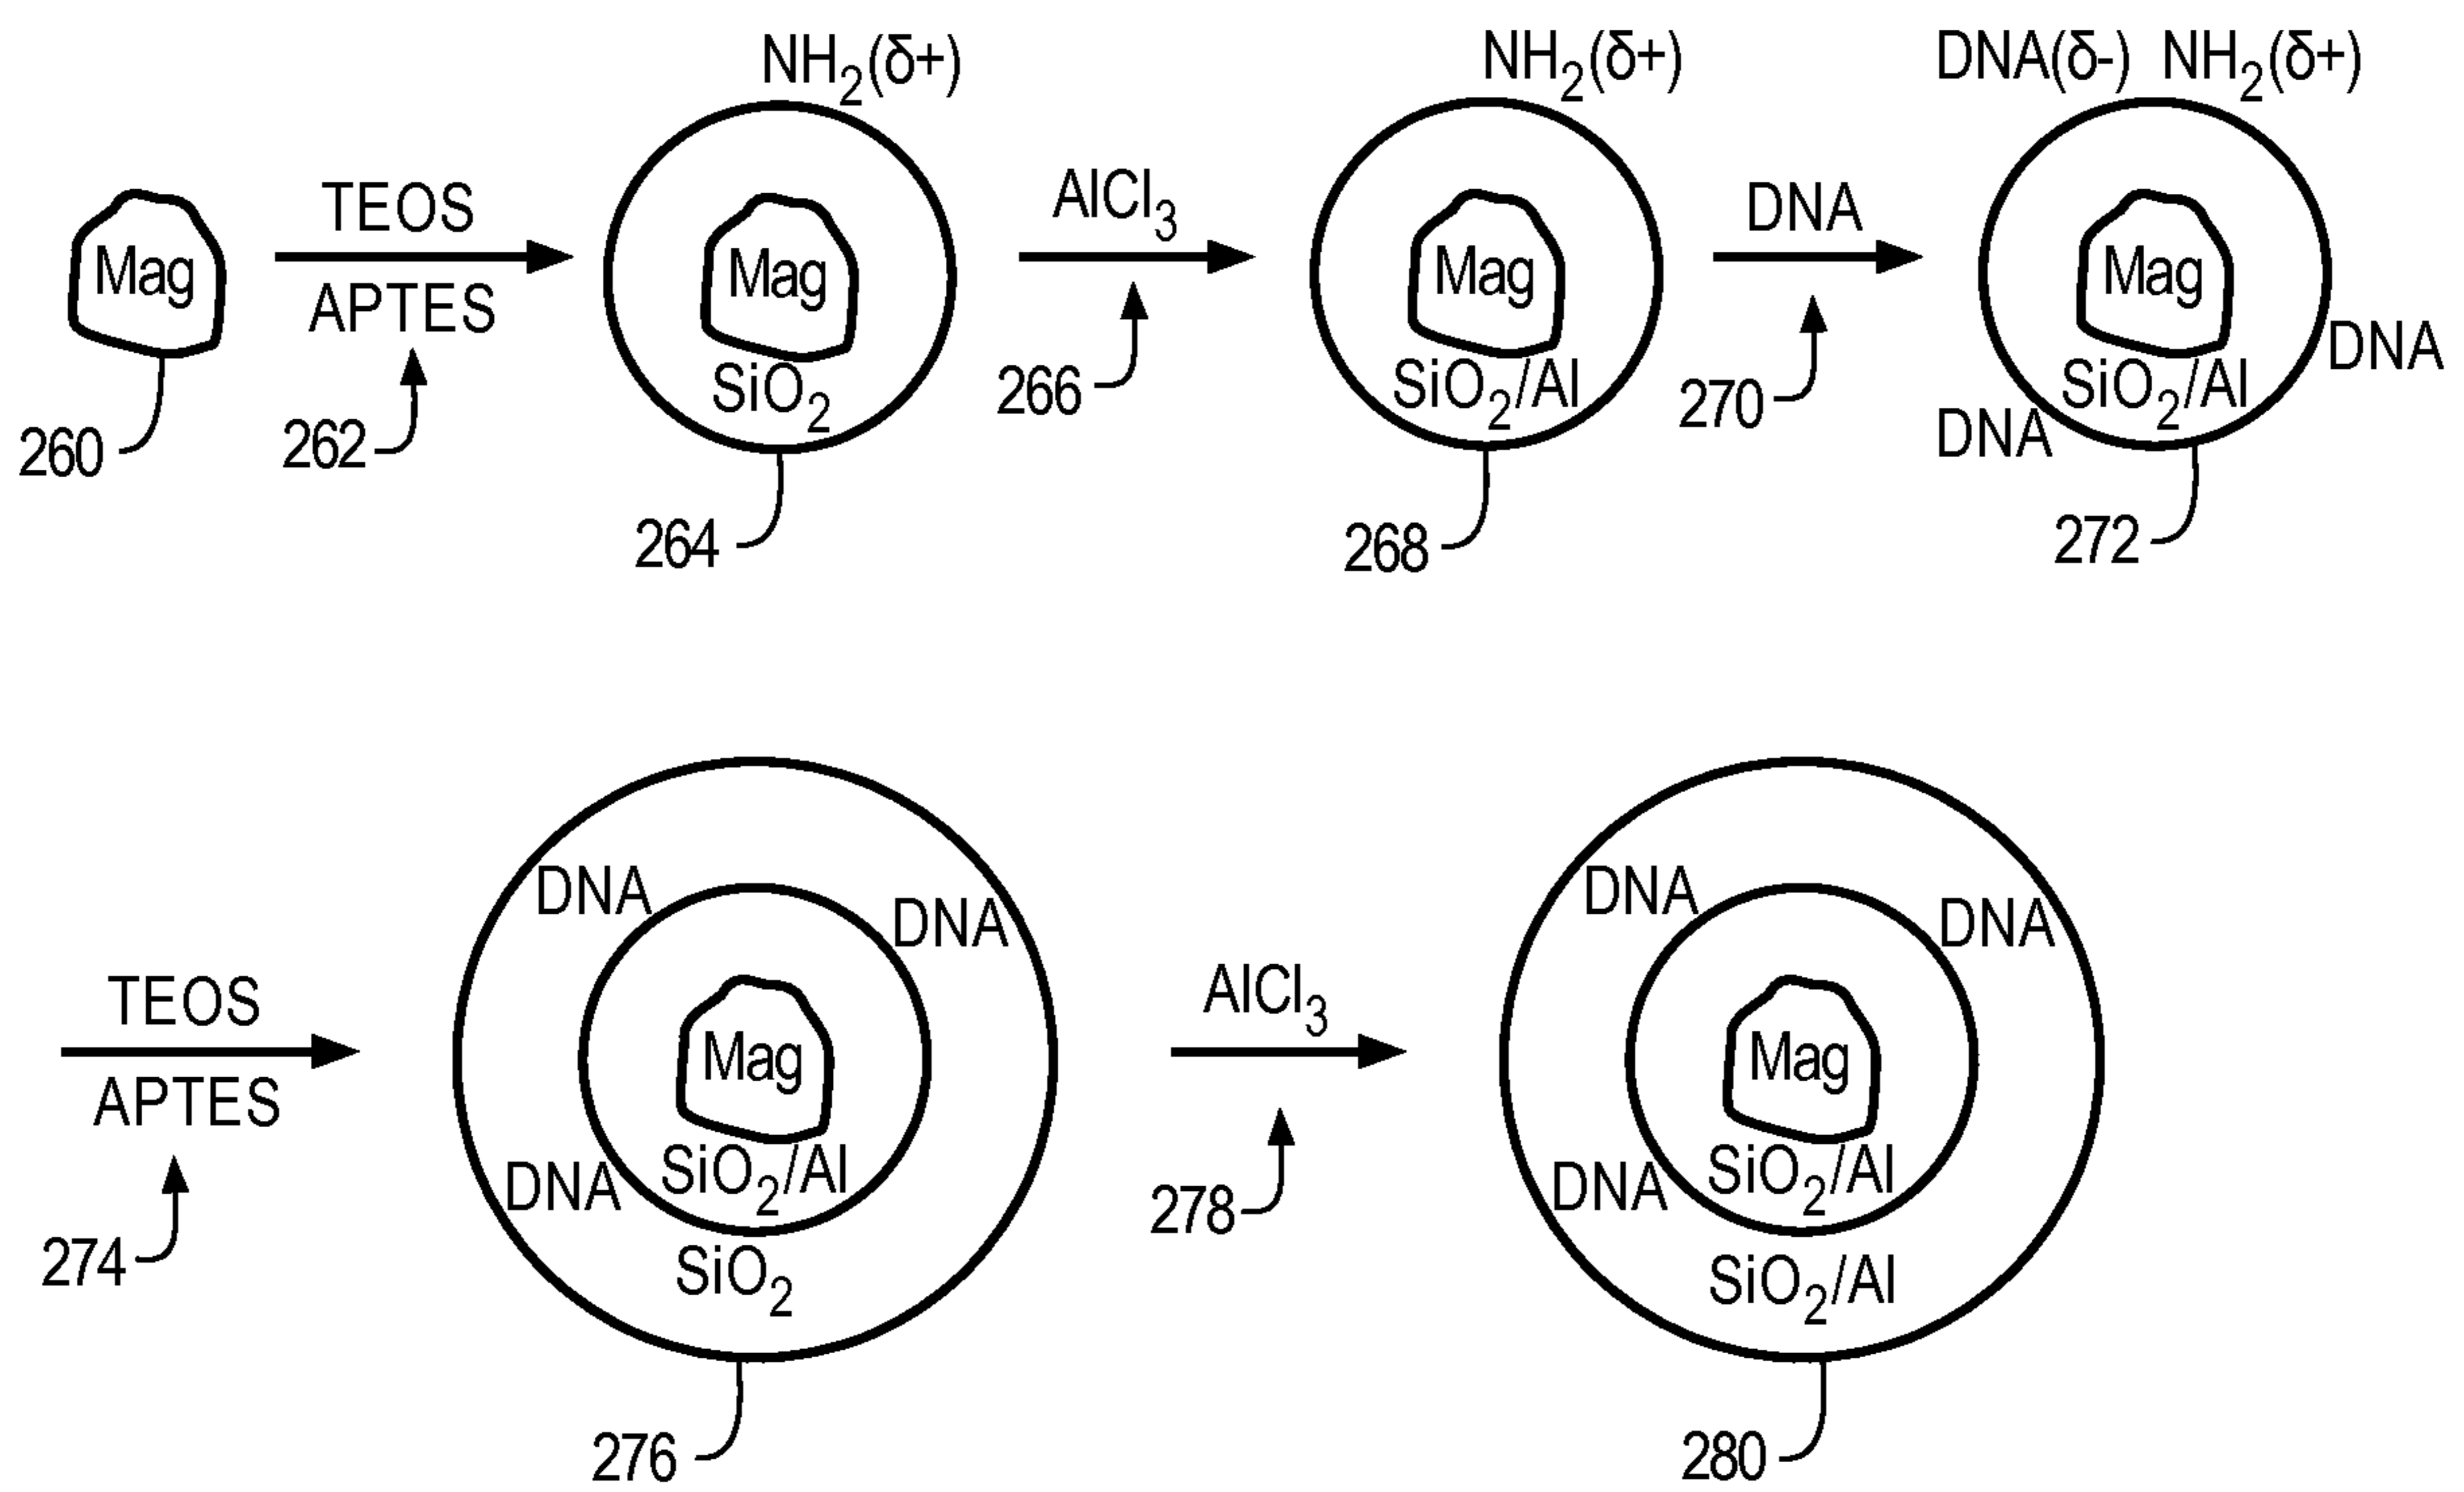 NH2(δ+)
NH2(δ+)
DNA(δ-) NH2(δ+)
Mag
TEOS
APTES
Mag
SiO2
AlCl3
Mag
SiO2/Al
DNA
Mag
SiO2/Al
DNA
DNA
260
262
264
266
268
270
272
TEOS
APTES
DNA
DNA
Mag
SiO2/Al
DNA
SiO2
AlCl3
DNA
DNA
Mag
SiO2/Al
DNA
SiO2/Al
274
276
278
280